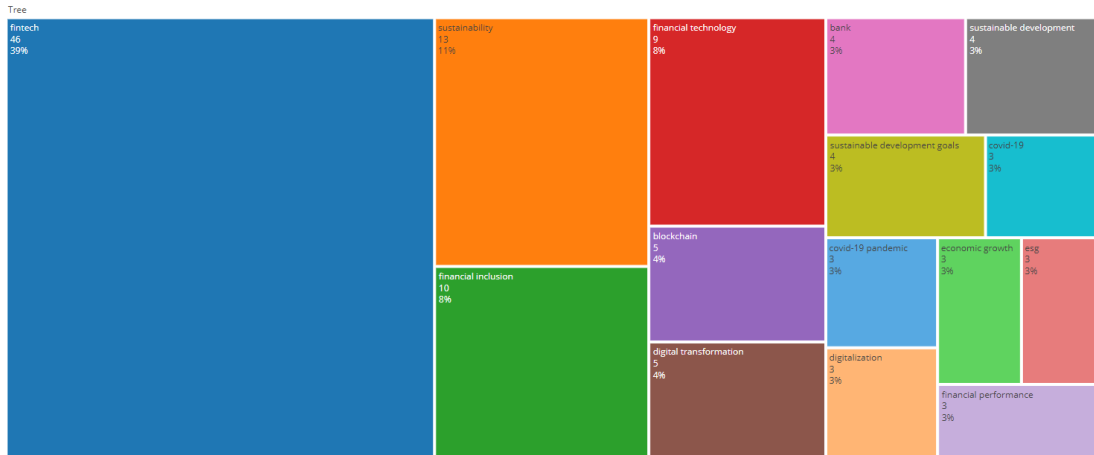 Tree
fintech
46
39%
sustainability
13
11%
financial inclusion
10
8%
financial technology
9
8%
blockchain
5
4%
digital transformation
5
4%
bank
4
3%
sustainable development
4
3%
sustainable development goals
4
3%
covid-19
3
3%
covid-19 pandemic
3
3%
digitalization
3
3%
economic growth
3
3%
esg
3
3%
financial performance
3
3%